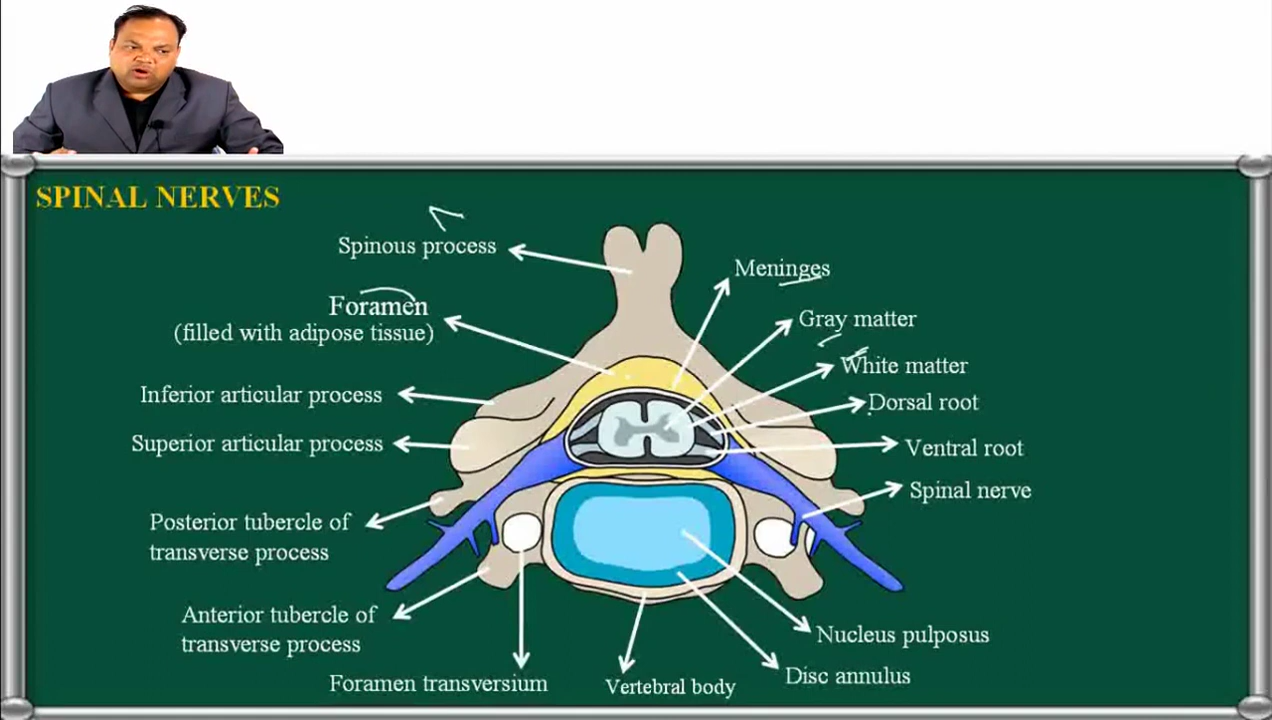 SPINAL NERVES
Spinous process
Foramen
(filled with adipose tissue)
Inferior articular process
Superior articular process
Posterior tubercle of
transverse process
Anterior tubercle of
transverse process
Foramen transversium
Vertebral body
Meninges
Gray matter
White matter
Dorsal root
Ventral root
Spinal nerve
Nucleus pulposus
Disc annulus